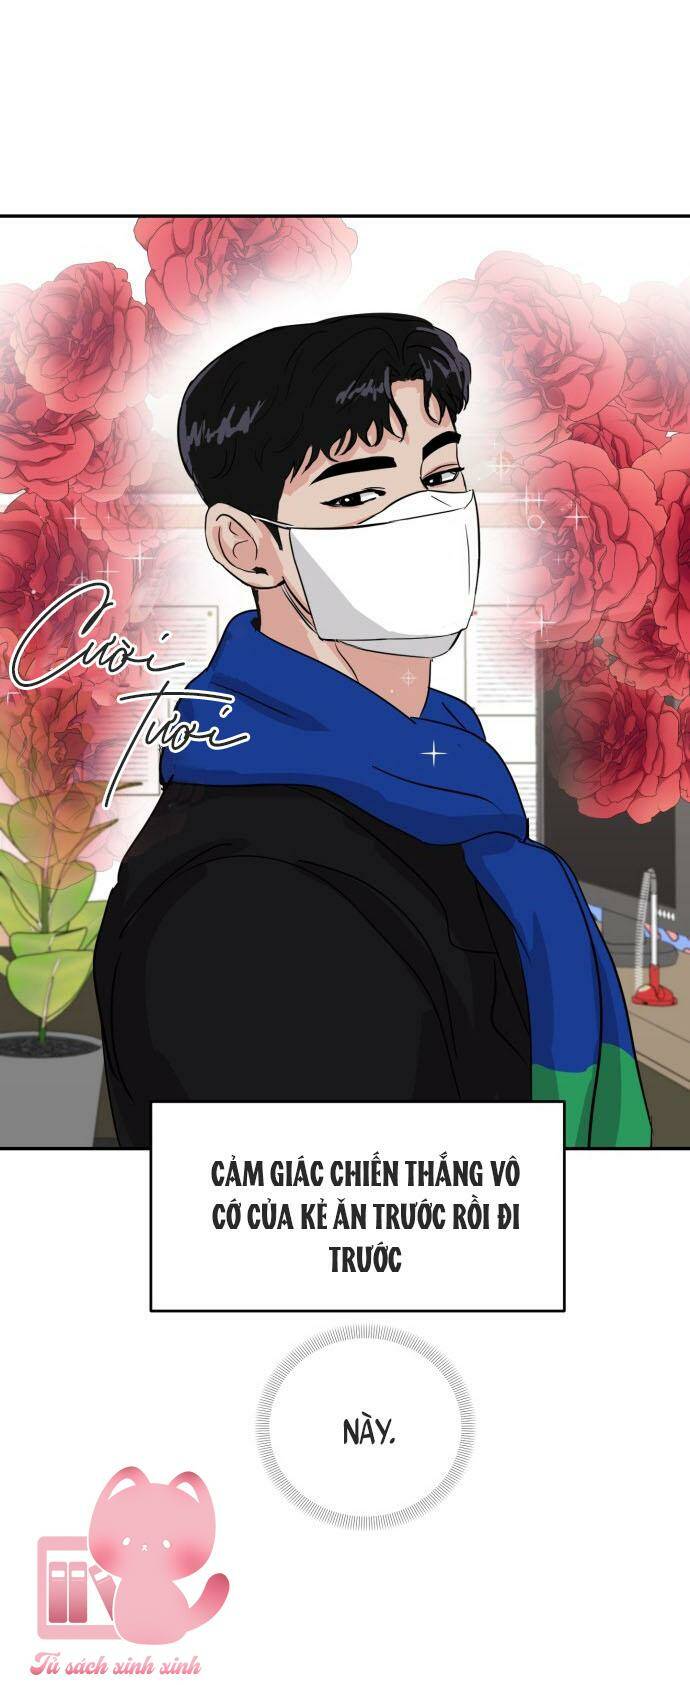 Cười
tươi
CẢM GIÁC CHIẾN THẮNG VÔ
CỚ CỦA KẺ ĂN TRƯỚC RỒI ĐI
TRƯỚC
NÀY.
Tủ sách xinh xinh